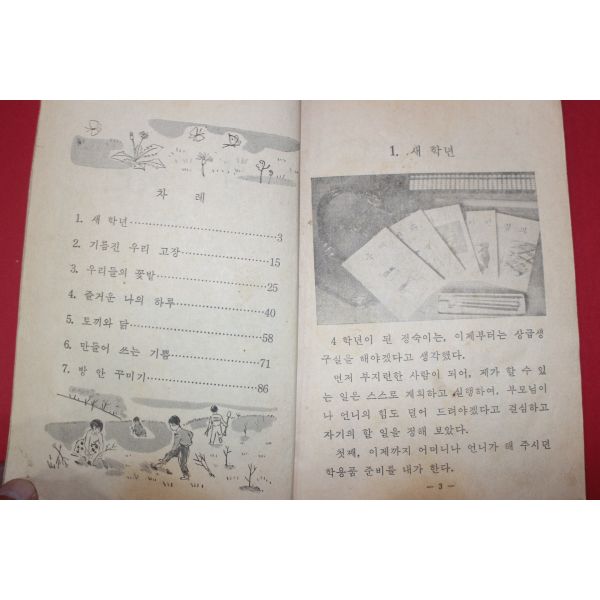 차 례
1. 새 학년 3
2. 기름진 우리 고장 15
3. 우리들의 꽃밭 25
4. 즐거운 나의 하루 40
5. 토끼와 닭 58
6. 만들어 쓰는 기쁨 71
7. 방 안 꾸미기 86
1. 새 학년
4 학년이 된 정숙이는, 이제부터는 상급생
구실을 해야겠다고 생각했다.
먼저 부지런한 사람이 되어, 제가 할 수 있
는 일은 스스로 계획하고 실행하여, 부모님이
나 언니의 힘도 덜어 드려야겠다고 결심하고
자기의 할 일을 정해 보았다.
첫째, 이제까지 어머니나 언니가 해 주시던
학용품 준비를 내가 한다.
— 3 —